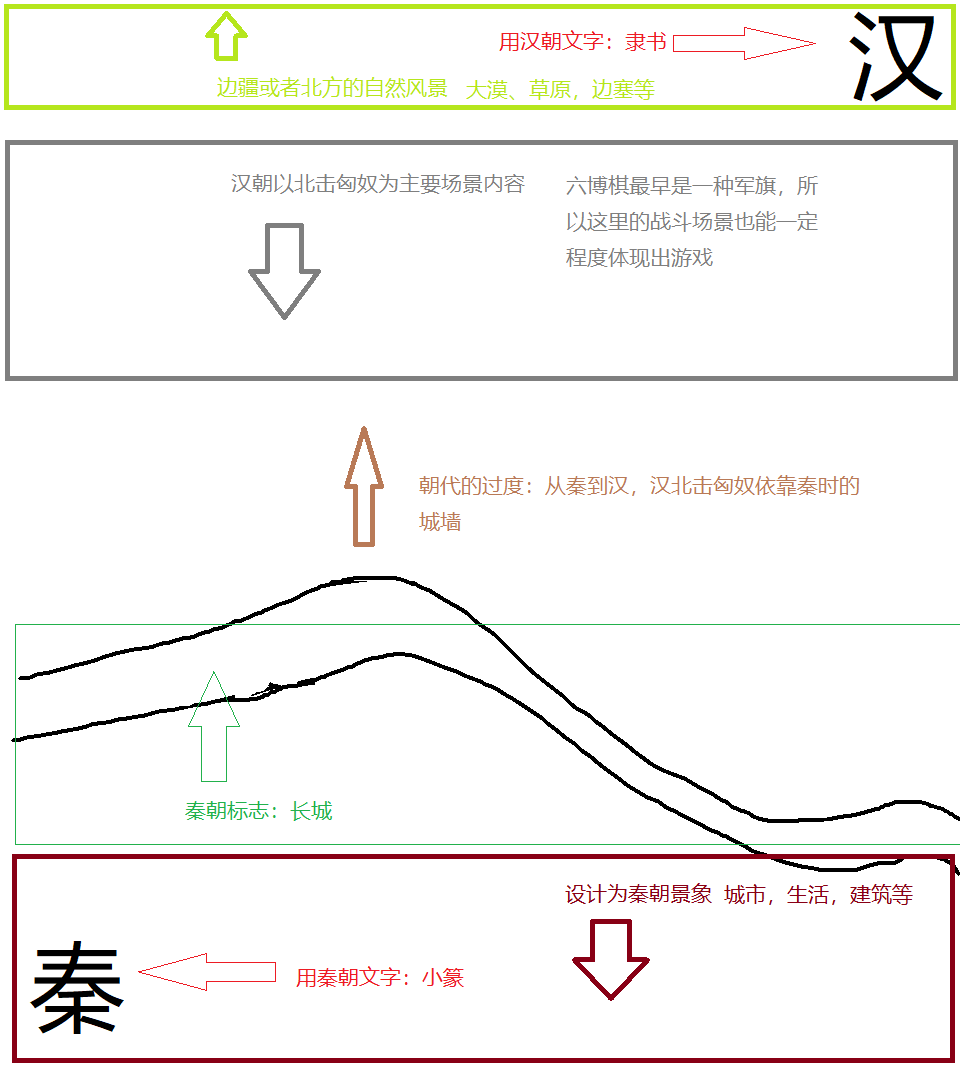 用汉朝文字：隶书
汉
边疆或者北方的自然风景 大漠、草原，边塞等
汉朝以北击匈奴为主要场景内容
六博棋最早是一种军旗，所
以这里的战斗场景也能一定
程度体现出游戏
朝代的过度：从秦到汉，汉北击匈奴依靠秦时的
城墙
秦朝标志：长城
设计为秦朝景象 城市，生活，建筑等
秦
用秦朝文字：小篆